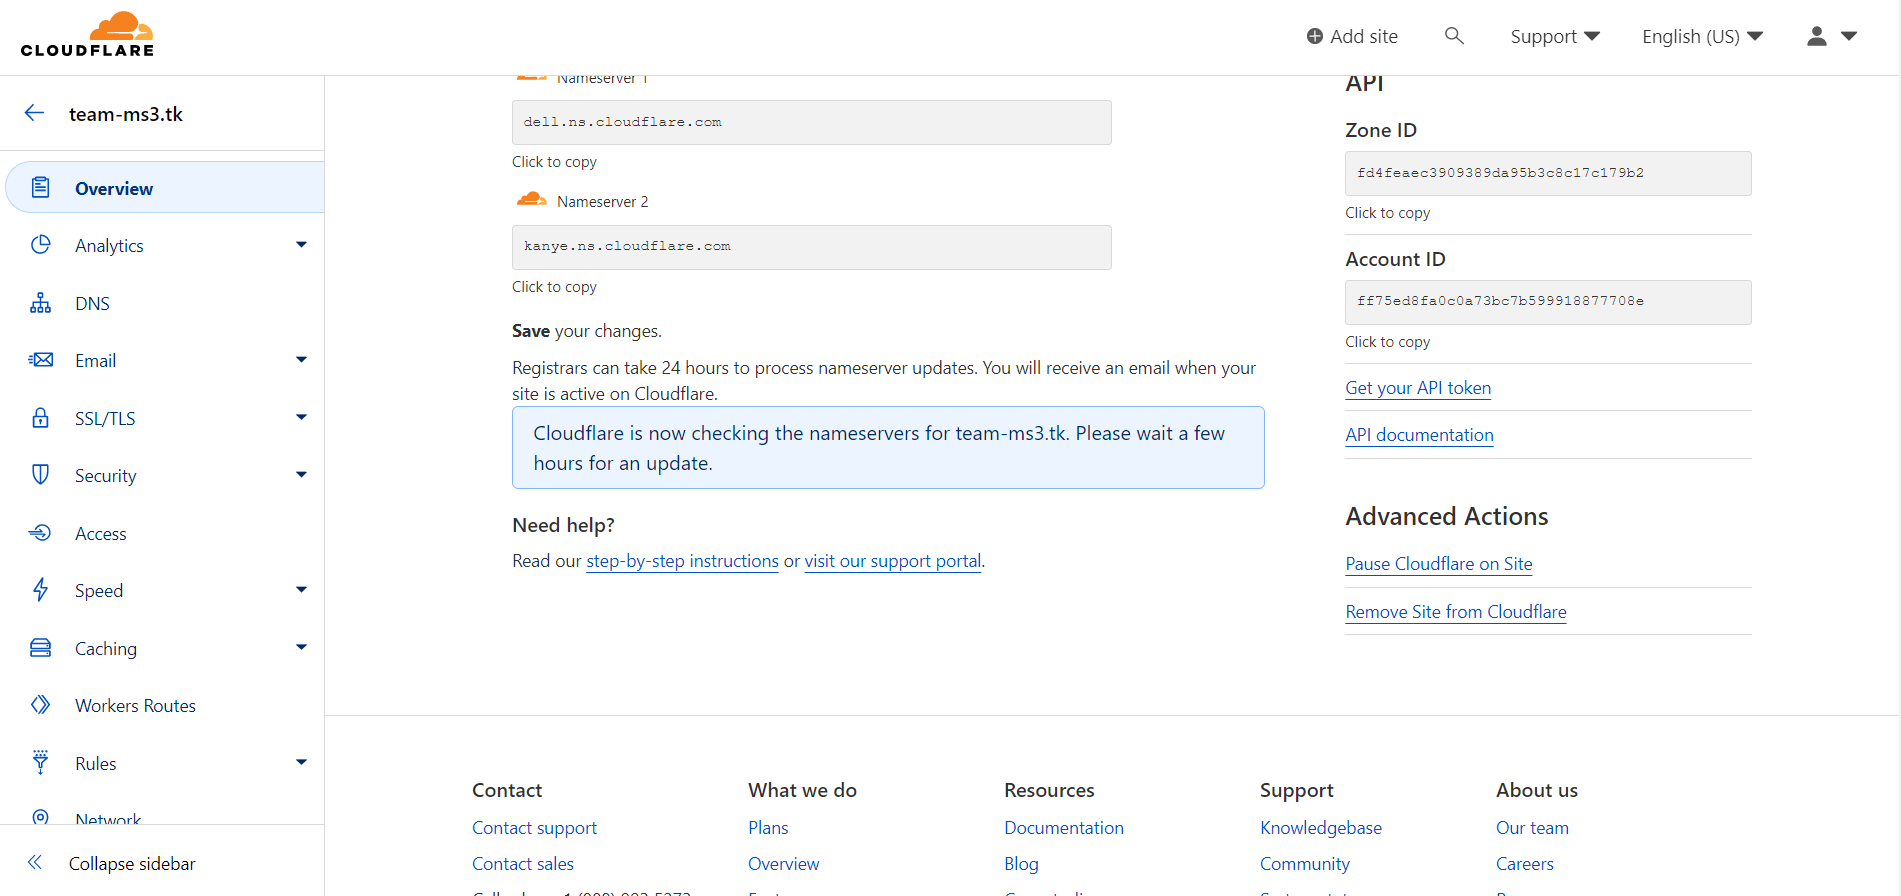 CLOUDFLARE
Add site
Support
English (US)
team-ms3.tk
Overview
Analytics
DNS
Email
SSL/TLS
Security
Access
Speed
Caching
Workers Routes
Rules
Network
Collapse sidebar
Nameserver 1
dell.ns.cloudflare.com
Click to copy
Nameserver 2
kanye.ns.cloudflare.com
Click to copy
Save your changes.
Registrars can take 24 hours to process nameserver updates. You will receive an email when your
site is active on Cloudflare.
Cloudflare is now checking the nameservers for team-ms3.tk. Please wait a few
hours for an update.
Need help?
Read our step-by-step instructions or visit our support portal.
API
Zone ID
fd4feaec3909389da95b3c8c17c179b2
Click to copy
Account ID
ff75ed8fa0c0a73bc7b599918877708e
Click to copy
Get your API token
API documentation
Advanced Actions
Pause Cloudflare on Site
Remove Site from Cloudflare
Contact
Contact support
Contact sales
What we do
Plans
Overview
Resources
Documentation
Blog
Support
Knowledgebase
Community
About us
Our team
Careers